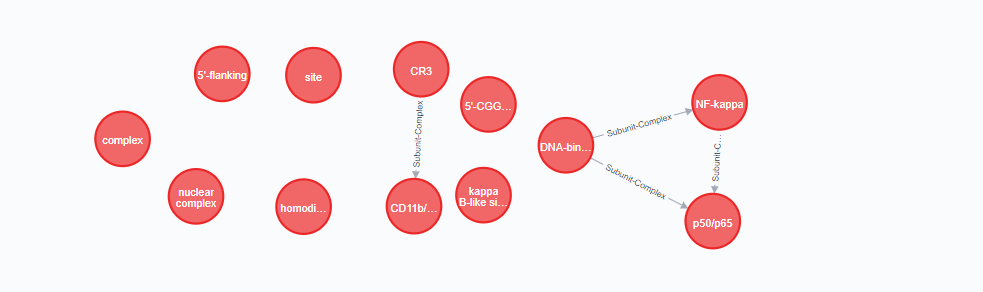 5'-flanking
site
CR3
5'-CGG...
NF-kappa
complex
Subunit-Complex
Subunit-Complex
DNA-bin...
Subunit-C...
Subunit-Complex
nuclear
complex
homodi...
CD11b/...
kappa
B-like si...
p50/p65